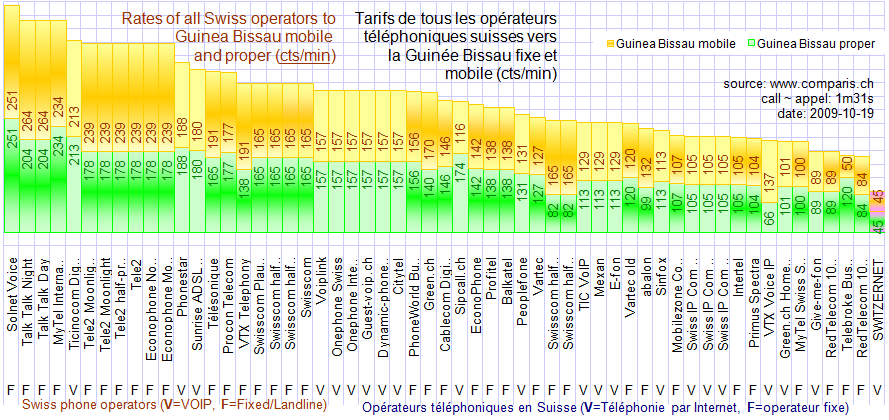 Rates of all Swiss operators to
Guinea Bissau mobile
and proper (cts/min)
Tarifs de tous les opérateurs
téléphoniques suisses vers
la Guinée Bissau fixe et
mobile (cts/min)
Guinea Bissau mobile
Guinea Bissau proper
source: www.comparis.ch
call ~ appel: 1m31s
date: 2009-10-19
251 264 264 234 213 239 239 239 239 239 239 188 180 191 177 191 165 165 165 165 157 157 157 157 157 157 156 170 146 116 142 138 138 131 127 165 165 129 129 129 120 132 113 107 105 105 105 105 104 137 101 100 89 89 50 84 45
251 204 204 234 213 178 178 178 178 178 178 188 180 165 177 138 165 165 165 165 157 157 157 157 157 157 156 140 146 174 142 138 138 131 127 82 82 113 113 113 120 99 113 105 105 105 105 105 104 66 101 100 89 89 120 84 45
Solnet Voice
Talk Talk Night
Talk Talk Day
MyTel Interna...
Ticinocom Dig...
Tele2 Moonlig...
Tele2 Moonlight
Tele2 half-pr...
Tele2
Econophone No...
Econophone Mo...
Phonestar
Sunrise ADSL ...
Télésonique
Procon Telecom
VTX Telephony
Swisscom Plau...
Swisscom half...
Swisscom half...
Swisscom
Voiplink
Onephone Swiss
Onephone Inte...
Guest-voip.ch
Dynamic-phone...
Citytel
PhoneWorld Bu...
Green.ch
Cablecom Digi...
Sipcall.ch
EconoPhone
Profitel
Balkatel
Peoplefone
Vartec
Swisscom half...
Swisscom half...
TIC VoIP
Mexan
E-fon
Vartec old
abalon
Sinfox
Mobilezone Co...
Swiss IP Com ...
Swiss IP Com ...
Swiss IP Com ...
Intertel
Primus Spectra
VTX Voice IP
Green.ch Home...
MyTel Swiss S...
Give-me-fon
RedTelecom 10...
Telebroke Bus...
RedTelecom 10...
SWITZERNET
F F F F V F F F F F F V V F F F F F F F V V V V V V F F F V F F F V F F F V V V F F V F V V V F F V V F F F F F V
Swiss phone operators (V=VOIP, F=Fixed/Landline)
Opérateurs téléphoniques en Suisse (V=Téléphonie par Internet, F=operateur fixe)